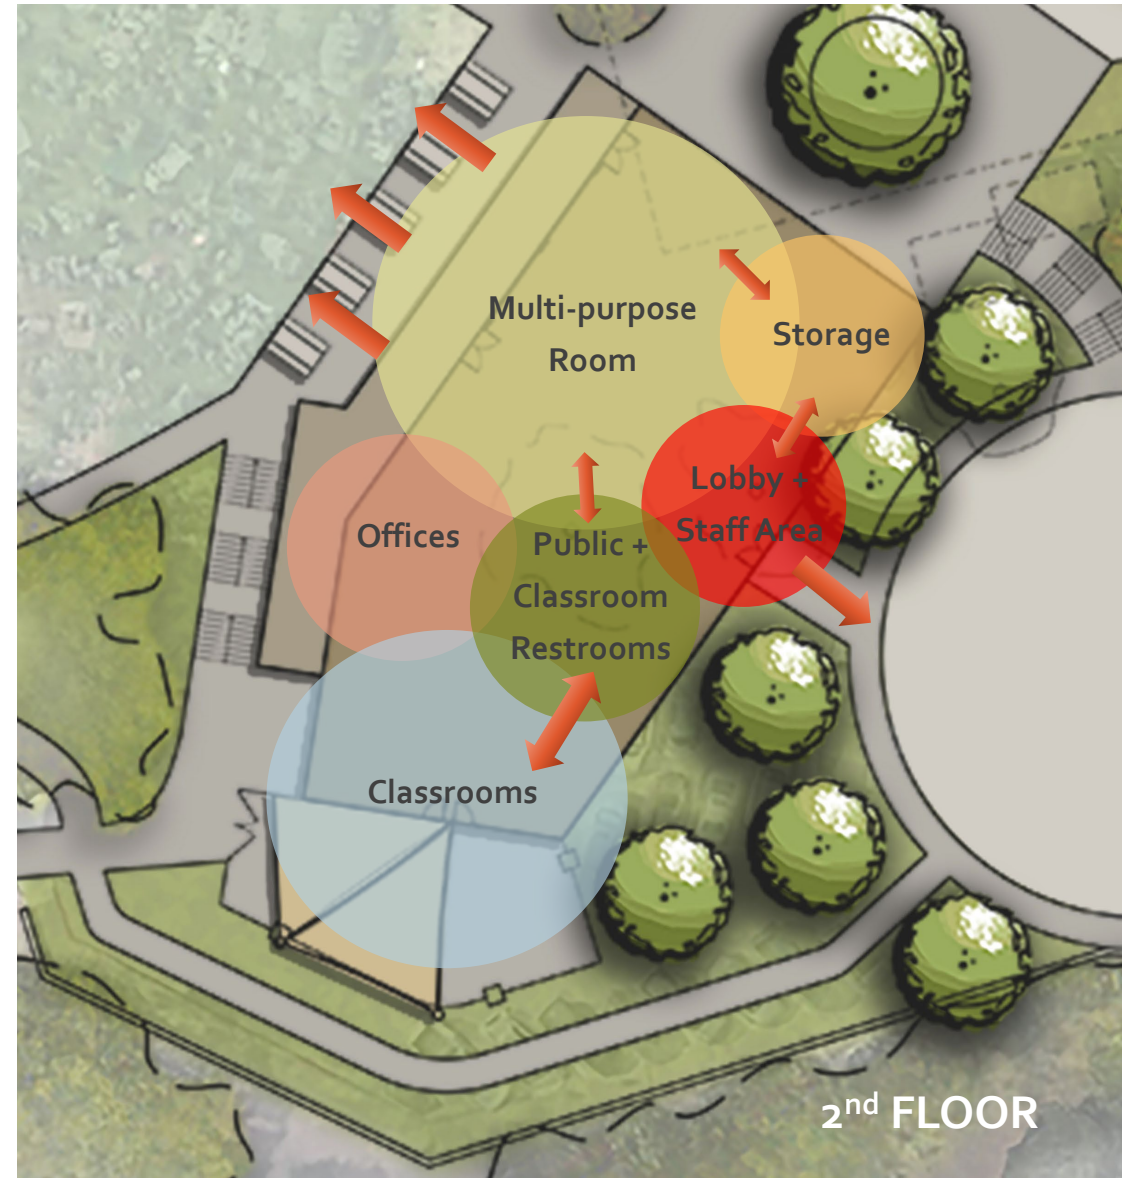 Multi-purpose
Room
Storage
Lobby +
Staff Area
Offices
Public +
Classroom
Restrooms
Classrooms
2nd FLOOR